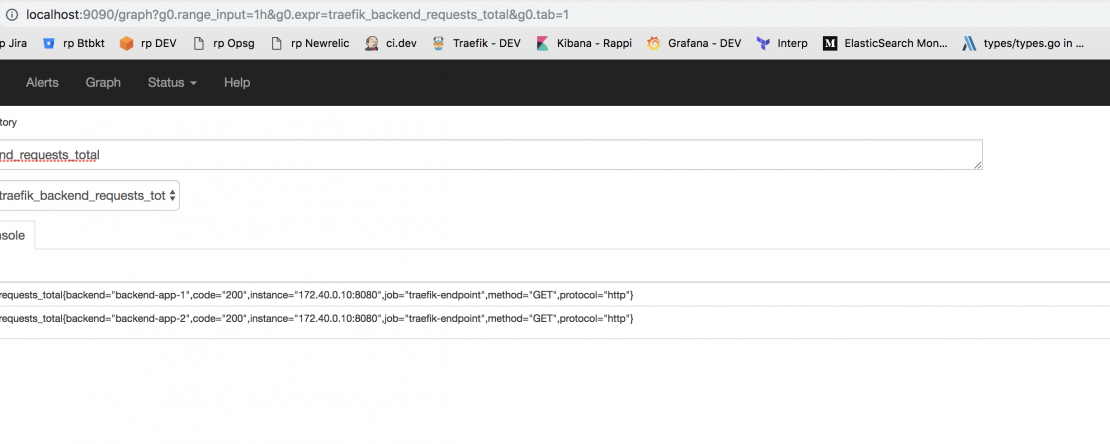 localhost:9090/graph?g0.range_input=1h&g0.expr=traefik_backend_requests_total&g0.tab=1
p Jira rp Btbkt rp DEV rp Opsg rp Newrelic ci.dev Traefik - DEV Kibana - Rappi Grafana - DEV Interp ElasticSearch Mon... types/types.go in ...
Alerts Graph Status Help
tory
nd_requests_total
traefik_backend_requests_tot
nsole
requests_total{backend="backend-app-1",code="200",instance="172.40.0.10:8080",job="traefik-endpoint",method="GET",protocol="http"}
requests_total{backend="backend-app-2",code="200",instance="172.40.0.10:8080",job="traefik-endpoint",method="GET",protocol="http"}